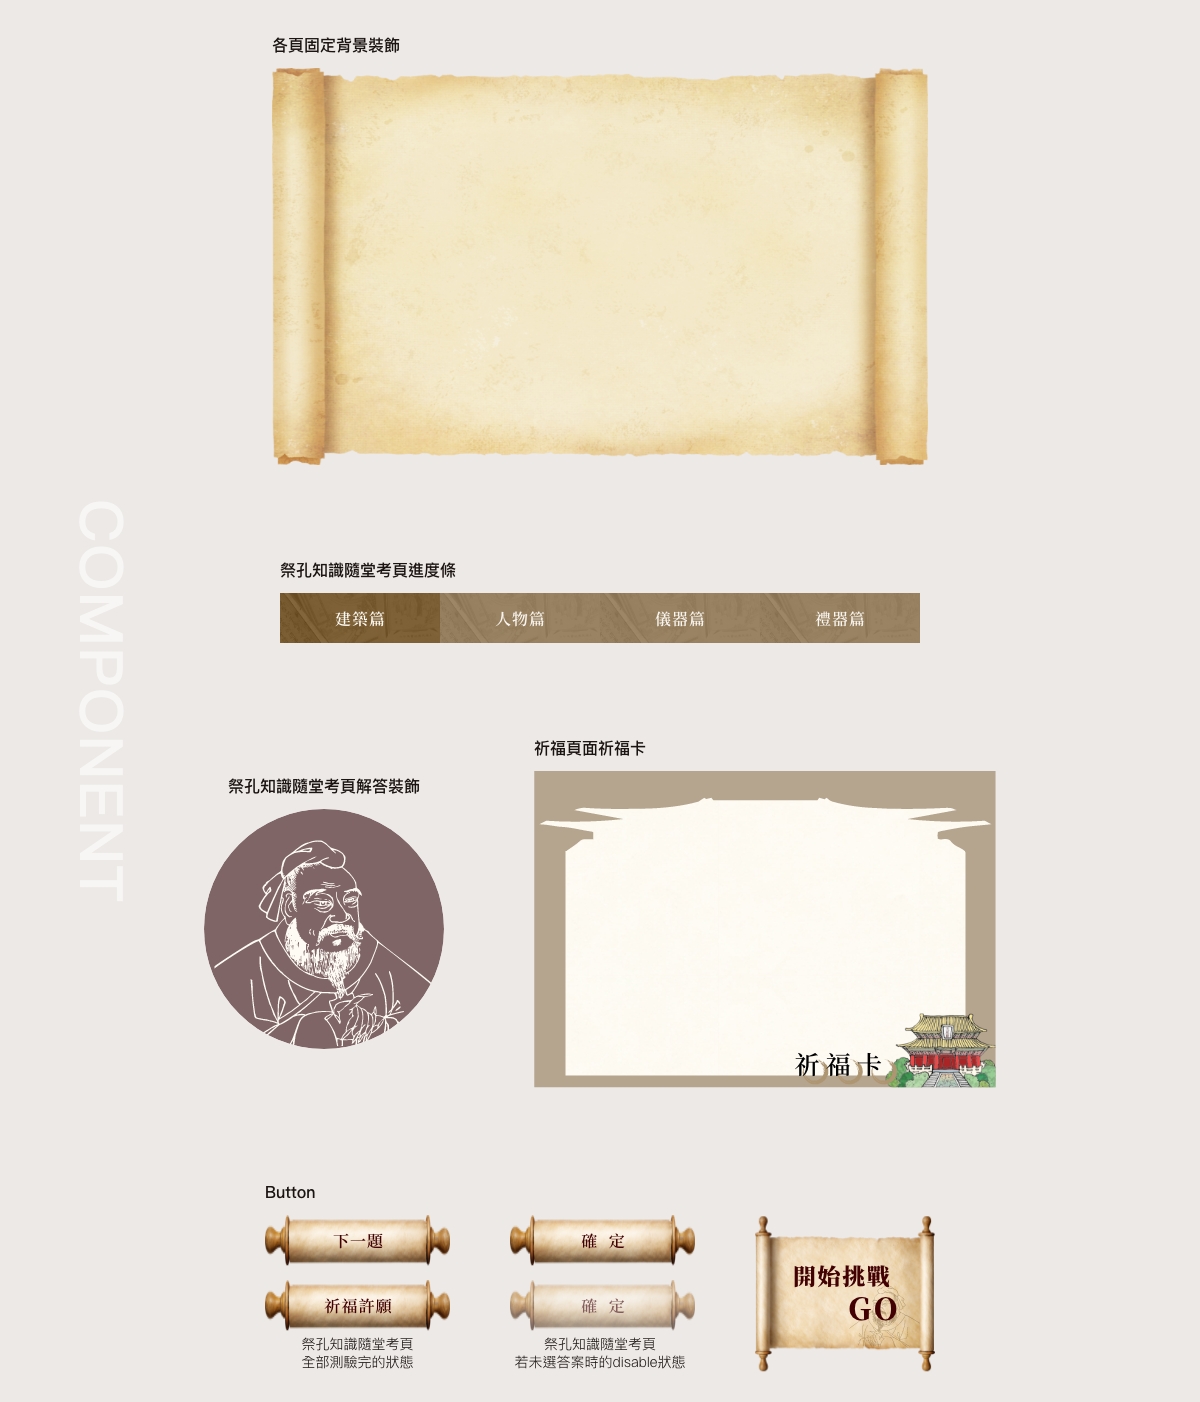 各頁固定背景裝飾
COMPONENT
祭孔知識隨堂考頁進度條
建築篇 人物篇 儀器篇 禮器篇
祈福頁面祈福卡
祭孔知識隨堂考頁解答裝飾
祈福卡
Button
下一題
確 定
開始挑戰
GO
祈福許願
確 定
祭孔知識隨堂考頁
全部測驗完的狀態
祭孔知識隨堂考頁
若未選答案時的disable狀態